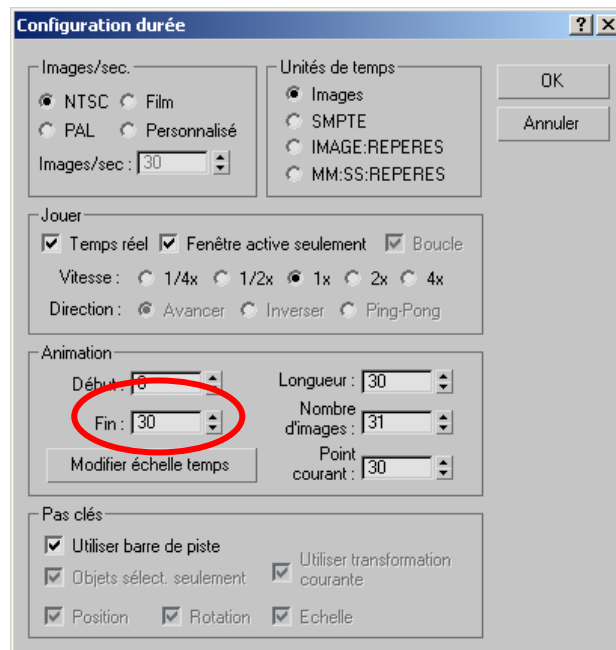 Configuration durée
Images/sec.
NTSC Film
PAL Personnalisé
Images/sec : 30
Unités de temps
Images
SMPTE
IMAGE:REPERES
MM:SS:REPERES
OK
Annuler
Jouer
Temps réel Fenêtre active seulement Boucle
Vitesse : 1/4x 1/2x 1x 2x 4x
Direction : Avancer Inverser Ping-Pong
Animation
Début : 0
Fin : 30
Modifier échelle temps
Longueur : 30
Nombre
d'images : 31
Point
courant : 30
Pas clés
Utiliser barre de piste
Objets sélect. seulement
Utiliser transformation
courante
Position Rotation Echelle